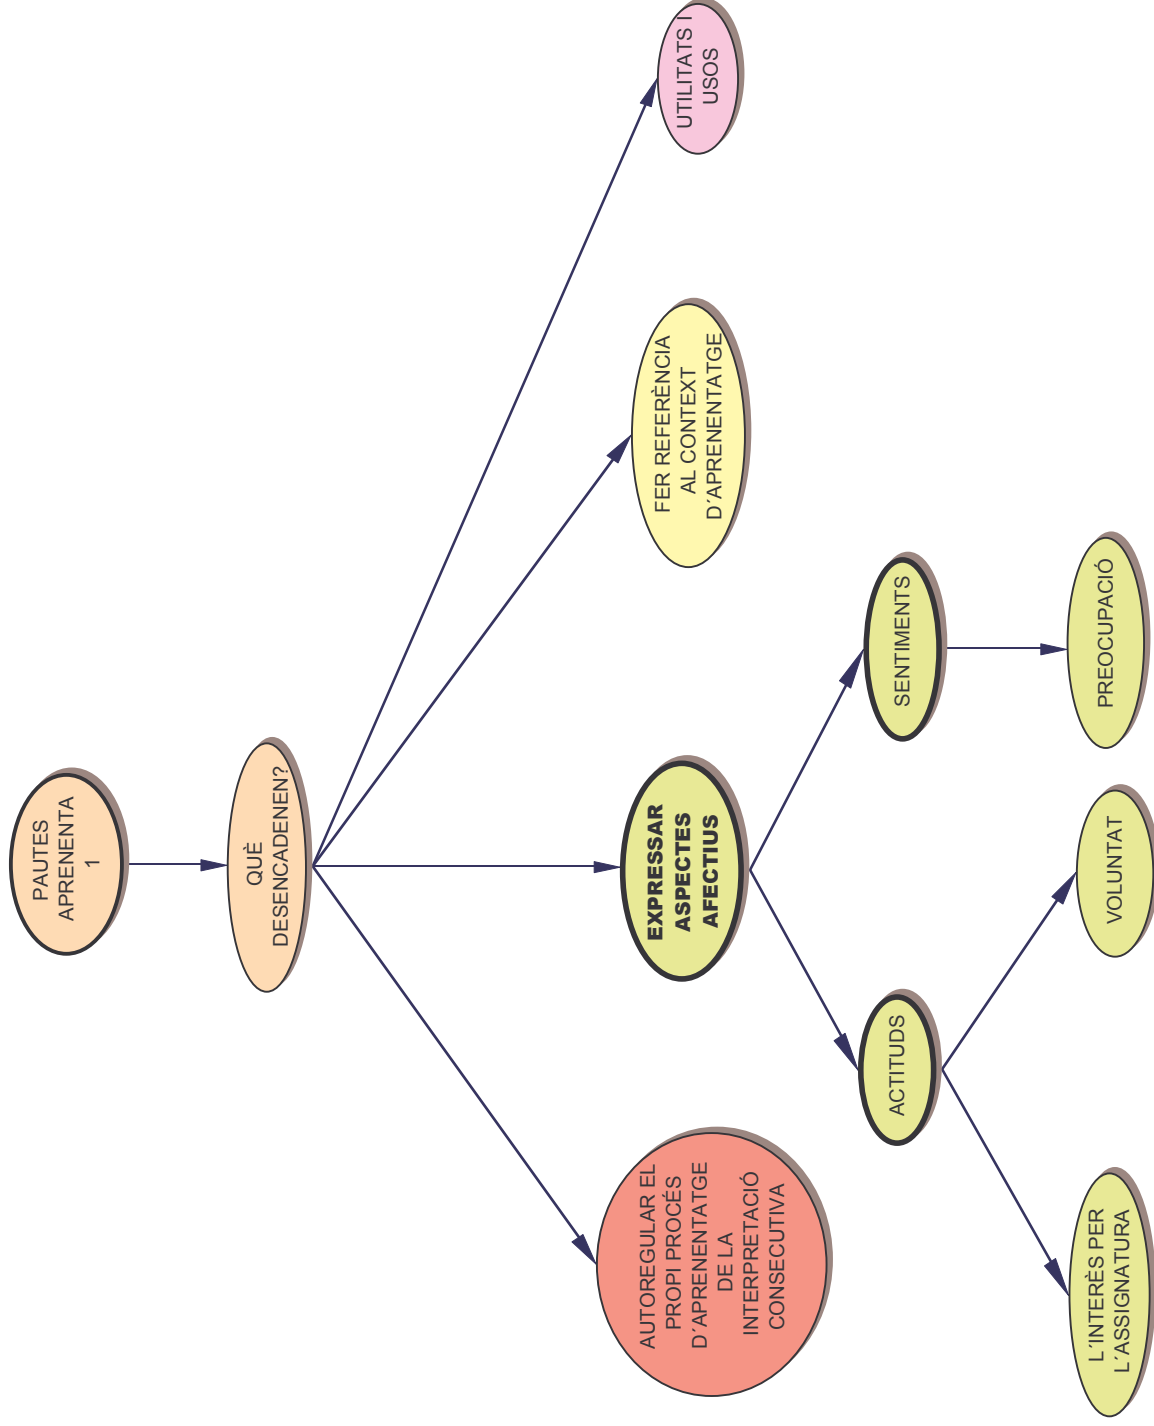 PAUTES
APRENENTA
1
QUÈ
DESENCADENEN?
AUTOREGULAR EL
PROPI PROCÉS
D´APRENENTATGE
DE LA
INTERPRETACIÓ
CONSECUTIVA
EXPRESSAR
ASPECTES
AFECTIUS
FER REFERÈNCIA
AL CONTEXT
D´APRENENTATGE
UTILITATS I
USOS
ACTITUDS
SENTIMENTS
L´INTERÈS PER
L´ASSIGNATURA
VOLUNTAT
PREOCUPACIÓ